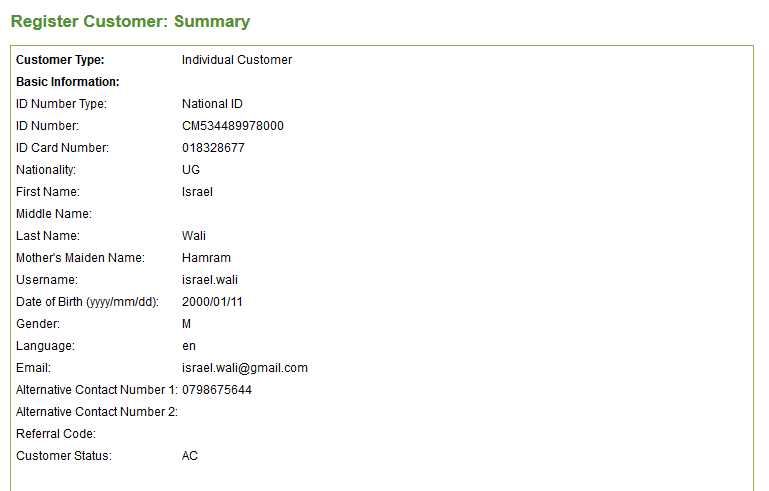 Register Customer: Summary
Customer Type: Individual Customer
Basic Information:
ID Number Type: National ID
ID Number: CM534489978000
ID Card Number: 018328677
Nationality: UG
First Name: Israel
Middle Name:
Last Name: Wali
Mother's Maiden Name: Hamram
Username: israel.wali
Date of Birth (yyyy/mm/dd): 2000/01/11
Gender: M
Language: en
Email: israel.wali@gmail.com
Alternative Contact Number 1: 0798675644
Alternative Contact Number 2:
Referral Code:
Customer Status: AC